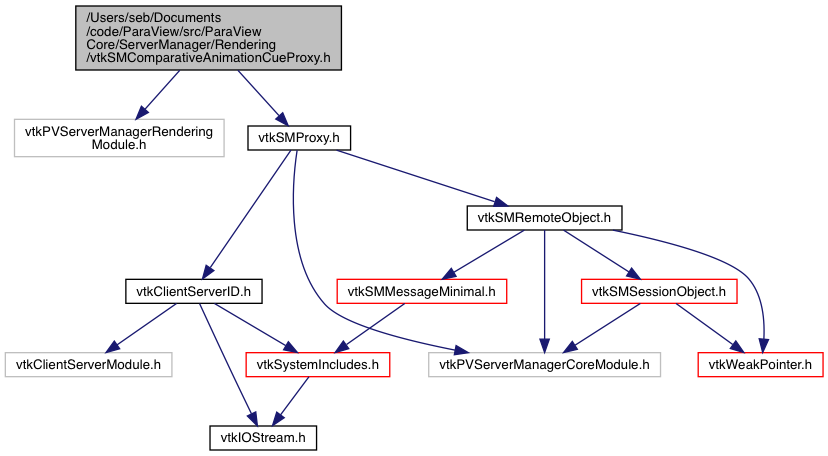 /Users/seb/Documents
/code/ParaView/src/ParaView
Core/ServerManager/Rendering
/vtkSMComparativeAnimationCueProxy.h
vtkPVServerManagerRendering
Module.h
vtkSMProxy.h
vtkSMRemoteObject.h
vtkClientServerID.h
vtkSMMessageMinimal.h
vtkSMSessionObject.h
vtkClientServerModule.h
vtkSystemIncludes.h
vtkPVServerManagerCoreModule.h
vtkWeakPointer.h
vtkIOStream.h